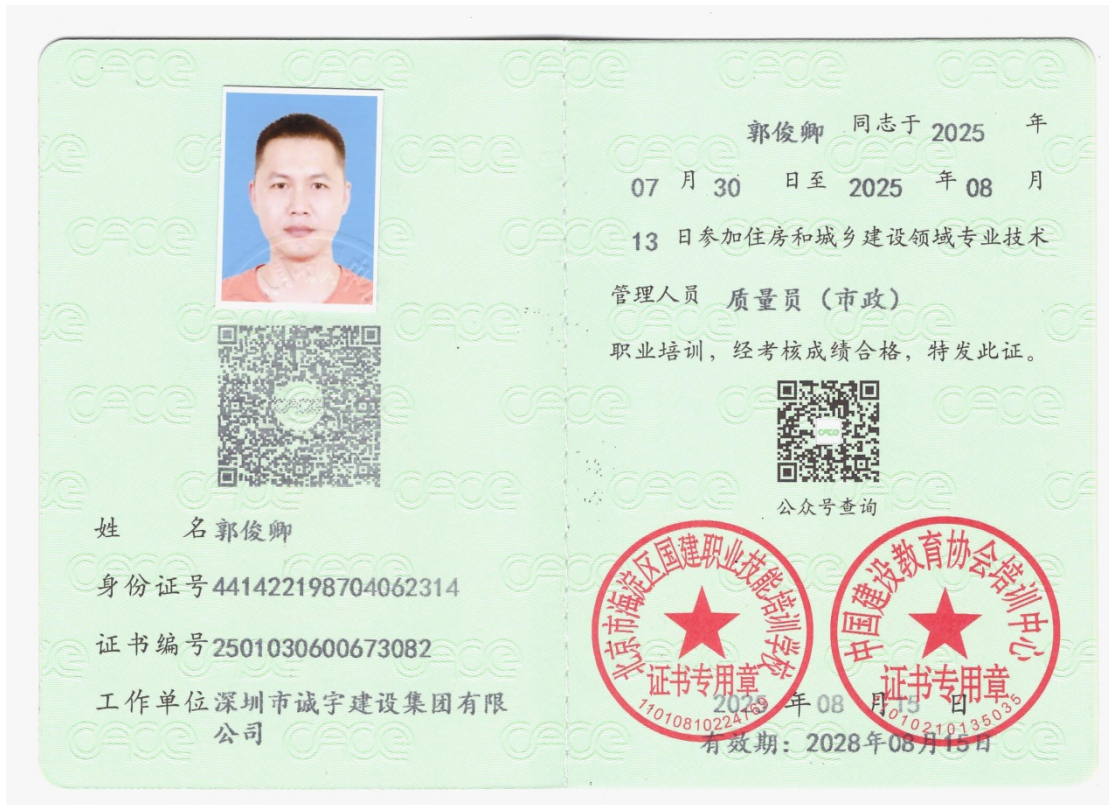 姓 名郭俊卿
身份证号441422198704062314
证书编号2501030600673082
工作单位深圳市诚宇建设集团有限
公司
郭俊卿 同志于 2025 年
07 月 30 日至 2025 年 08 月
13 日参加住房和城乡建设领域专业技术
管理人员 质量员（市政）
职业培训，经考核成绩合格，特发此证。
公众号查询
北京市海淀区国建职业技能培训学校
证书专用章
11010810224769
中国建设教育协会培训中心
证书专用章
2025 年 08 月 15 日
有效期：2028年08月15日